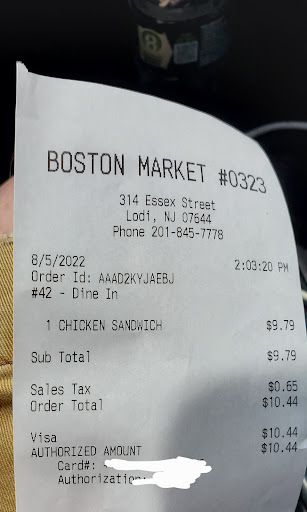 BOSTON MARKET #0323
314 Essex Street
Lodi, NJ 07644
Phone 201-845-7778
8/5/2022 2:03:20 PM
Order Id: AAAD2KYJAEBJ
#42 - Dine In
1 CHICKEN SANDWICH $9.79
Sub Total $9.79
Sales Tax $0.65
Order Total $10.44
Visa $10.44
AUTHORIZED AMOUNT $10.44
Card#:
Authorization: